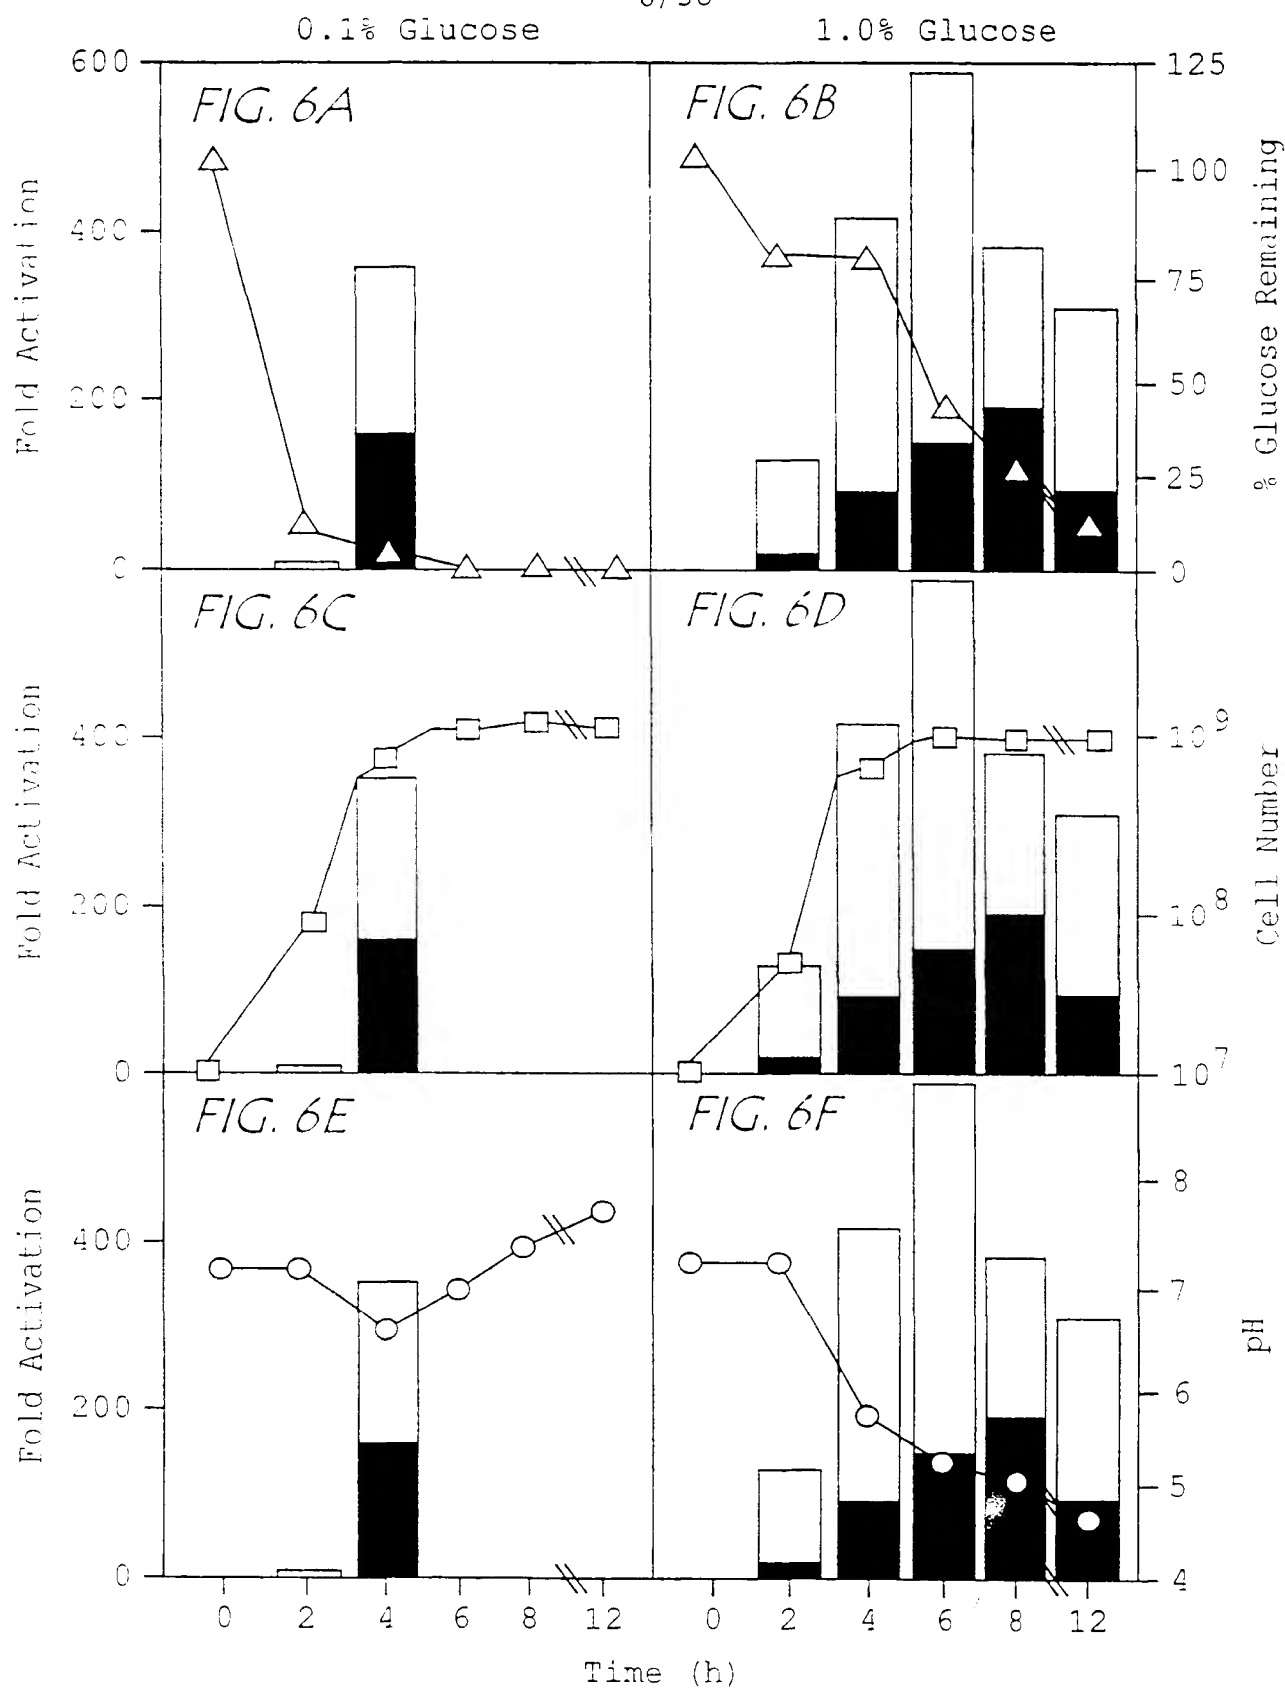 0.1% Glucose 1.0% Glucose
600 FIG. 6A FIG. 6B 125
100
400
75
200
50
25
0 0
Fold Activation
% Glucose Remaining
FIG. 6C FIG. 6D
400 10^9
200 10^8
0 10^7
Fold Activation
Cell Number
FIG. 6E FIG. 6F
8
400
7
200 6
5
0 4
Fold Activation
pH
0 2 4 6 8 12 0 2 4 6 8 12
Time (h)